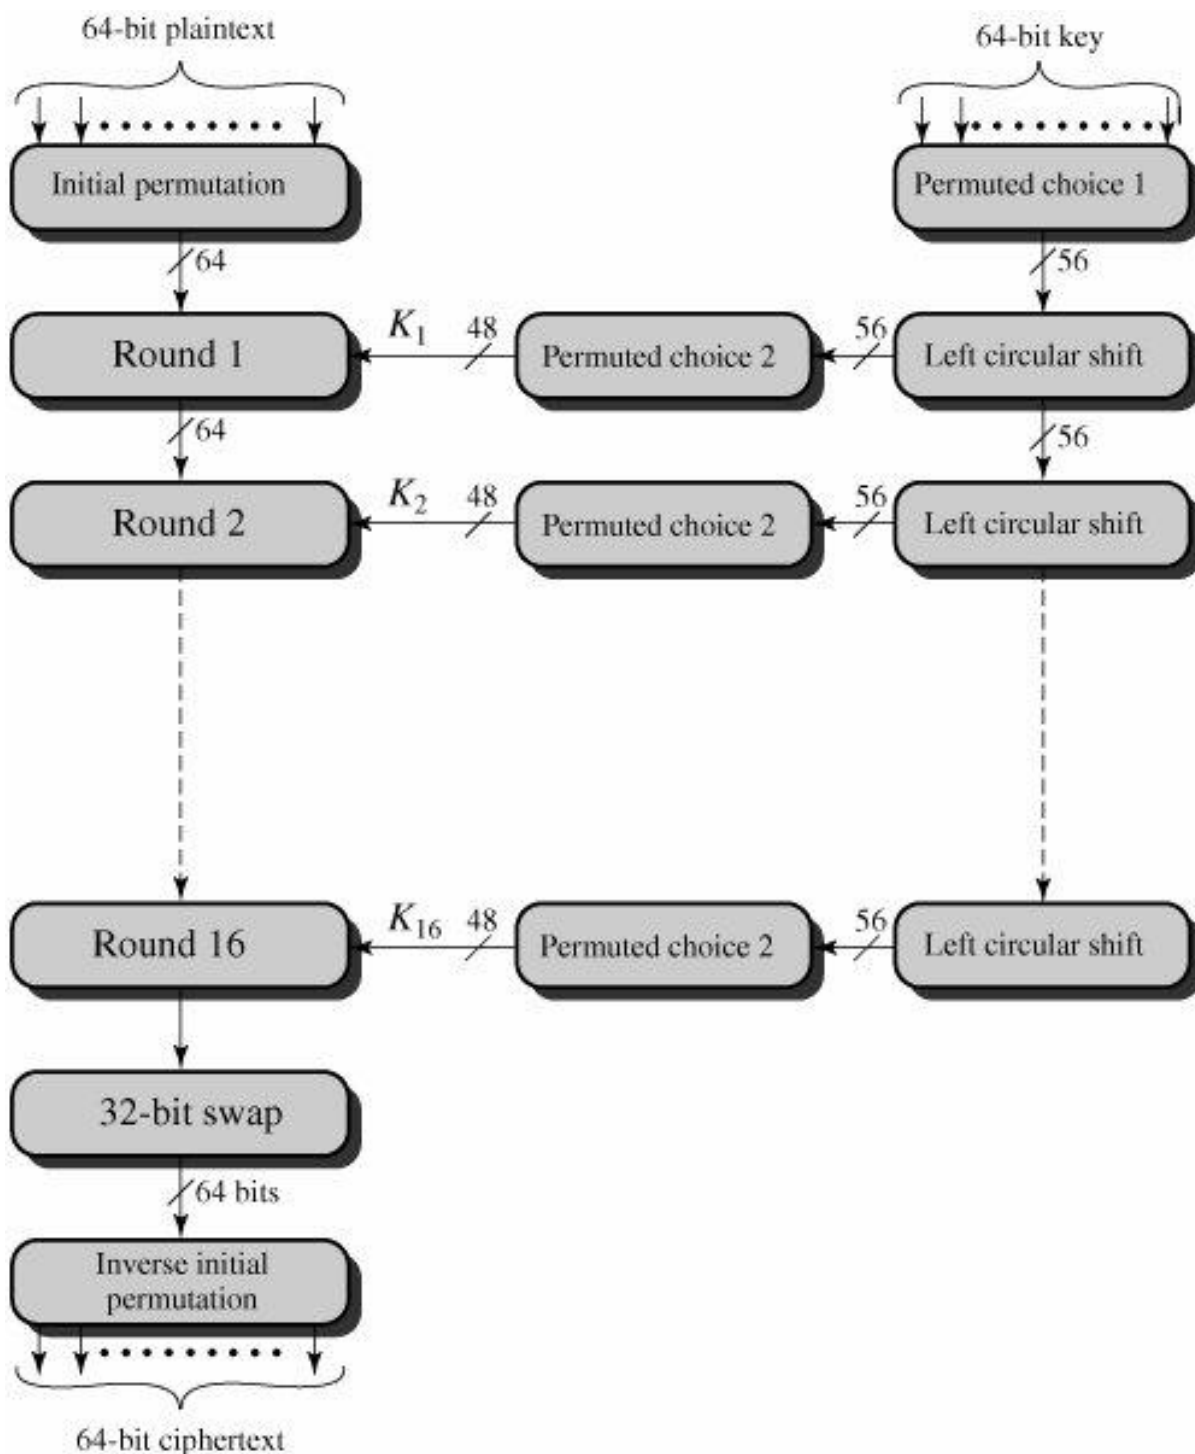 64-bit plaintext
64-bit key
Initial permutation
Permuted choice 1
64
56
Round 1
K1
48
Permuted choice 2
56
Left circular shift
64
56
Round 2
K2
48
Permuted choice 2
56
Left circular shift
Round 16
K16
48
Permuted choice 2
56
Left circular shift
32-bit swap
64 bits
Inverse initial
permutation
64-bit ciphertext